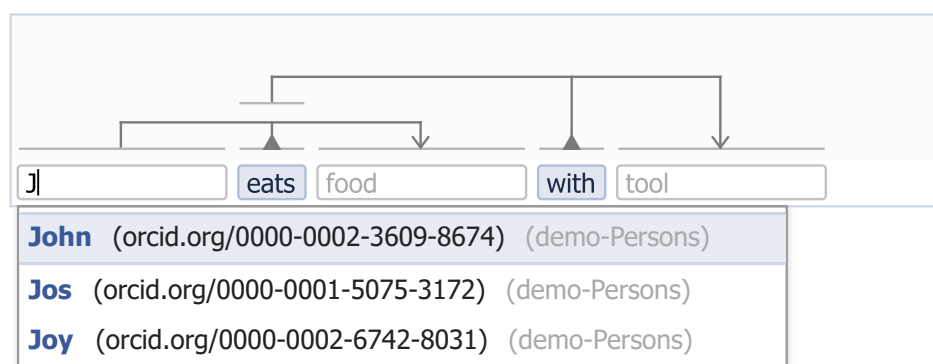 J eats food with tool
John (orcid.org/0000-0002-3609-8674) (demo-Persons)
Jos (orcid.org/0000-0001-5075-3172) (demo-Persons)
Joy (orcid.org/0000-0002-6742-8031) (demo-Persons)